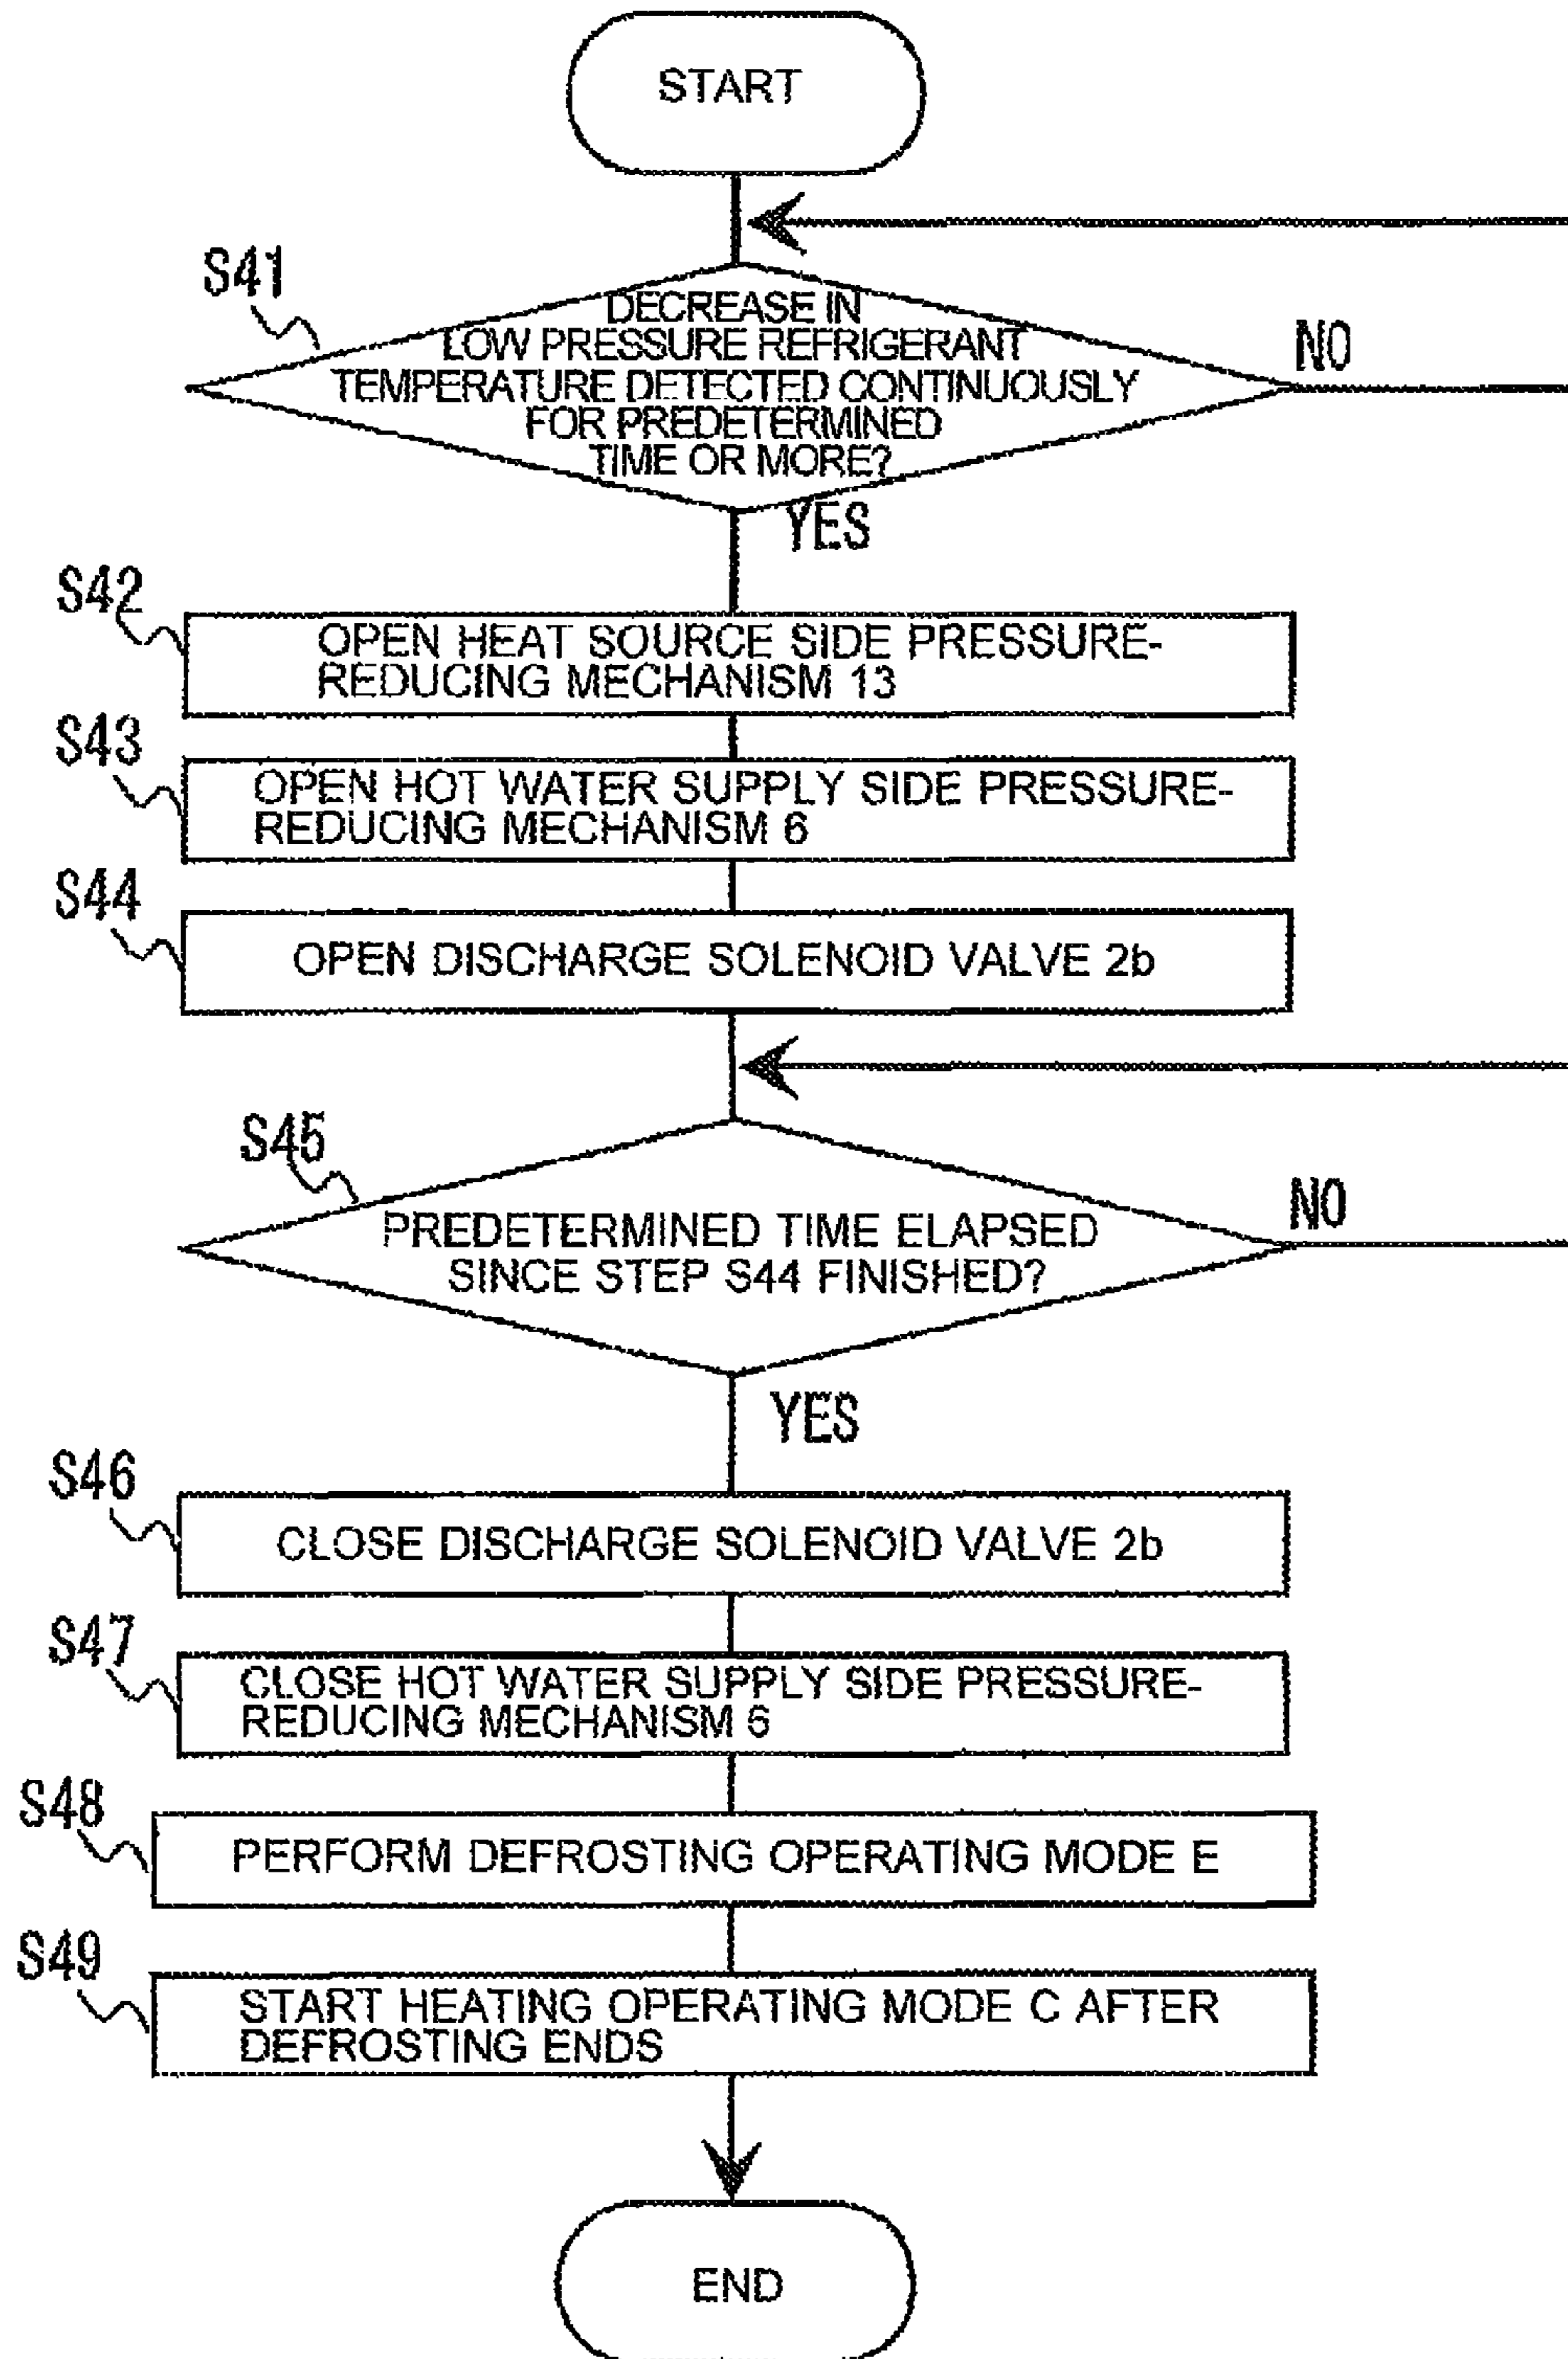 START
S41
DECREASE IN
LOW PRESSURE REFRIGERANT
TEMPERATURE DETECTED CONTINUOUSLY
FOR PREDETERMINED
TIME OR MORE?
NO
YES
S42
OPEN HEAT SOURCE SIDE PRESSURE-
REDUCING MECHANISM 13
S43
OPEN HOT WATER SUPPLY SIDE PRESSURE-
REDUCING MECHANISM 6
S44
OPEN DISCHARGE SOLENOID VALVE 2b
S45
PREDETERMINED TIME ELAPSED
SINCE STEP S44 FINISHED?
NO
YES
S46
CLOSE DISCHARGE SOLENOID VALVE 2b
S47
CLOSE HOT WATER SUPPLY SIDE PRESSURE-
REDUCING MECHANISM 6
S48
PERFORM DEFROSTING OPERATING MODE E
S49
START HEATING OPERATING MODE C AFTER
DEFROSTING ENDS
END